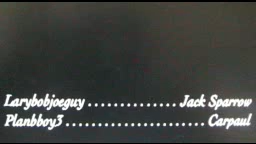 Larybobjoeguy . . . . . . . . . . . . . . Jack Sparrow
Planbboy3 . . . . . . . . . . . . . . . . . . . . . Carpaul